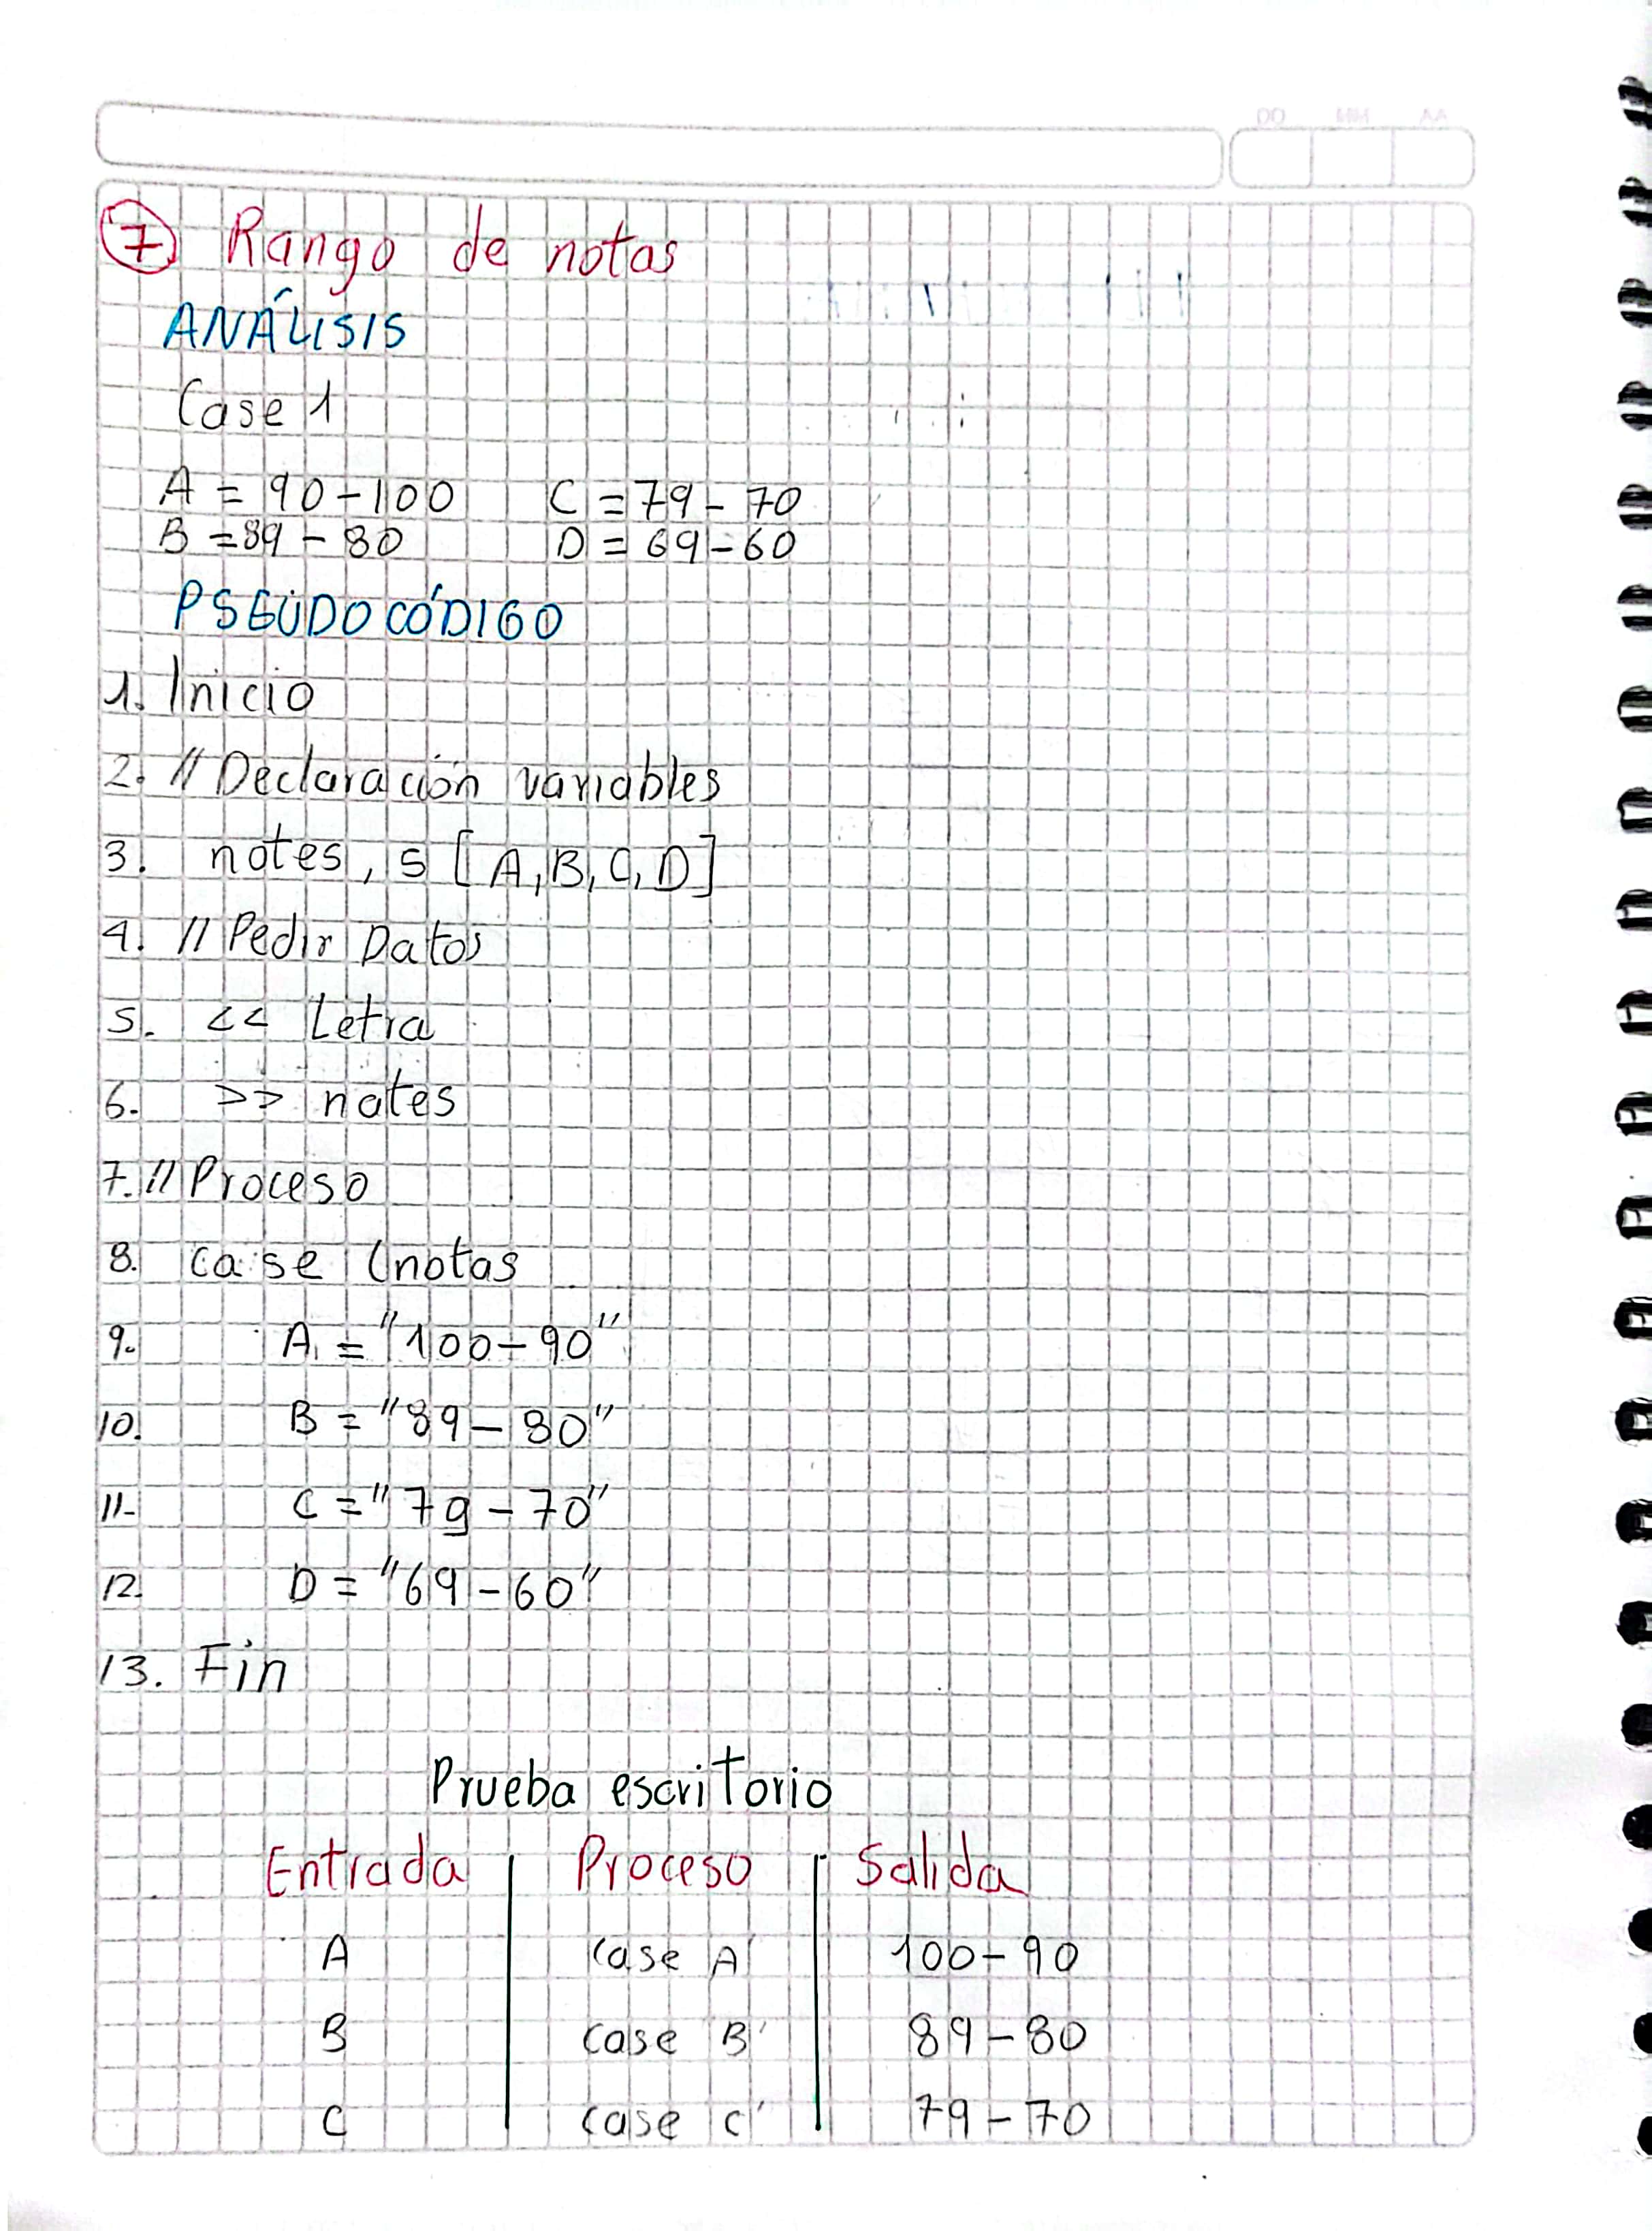 DD MM AA
7 Rango de notas
ANÁLISIS
Case 1
A = 90-100 C = 79-70
B = 89-80 D = 69-60
PSEUDOCÓDIGO
1. Inicio
2. // Declaración variables
3. notes, s [A,B,C,D]
4. // Pedir Datos
5. << Letra
6. >> notes
7. // Proceso
8. case (notas
9. A = "100-90"
10. B = "89-80"
11- C = "79-70"
12. D = "69-60"
13. Fin
Prueba escritorio
Entrada Proceso Salida
A case A' 100-90
B case B' 89-80
C case C' 79-70